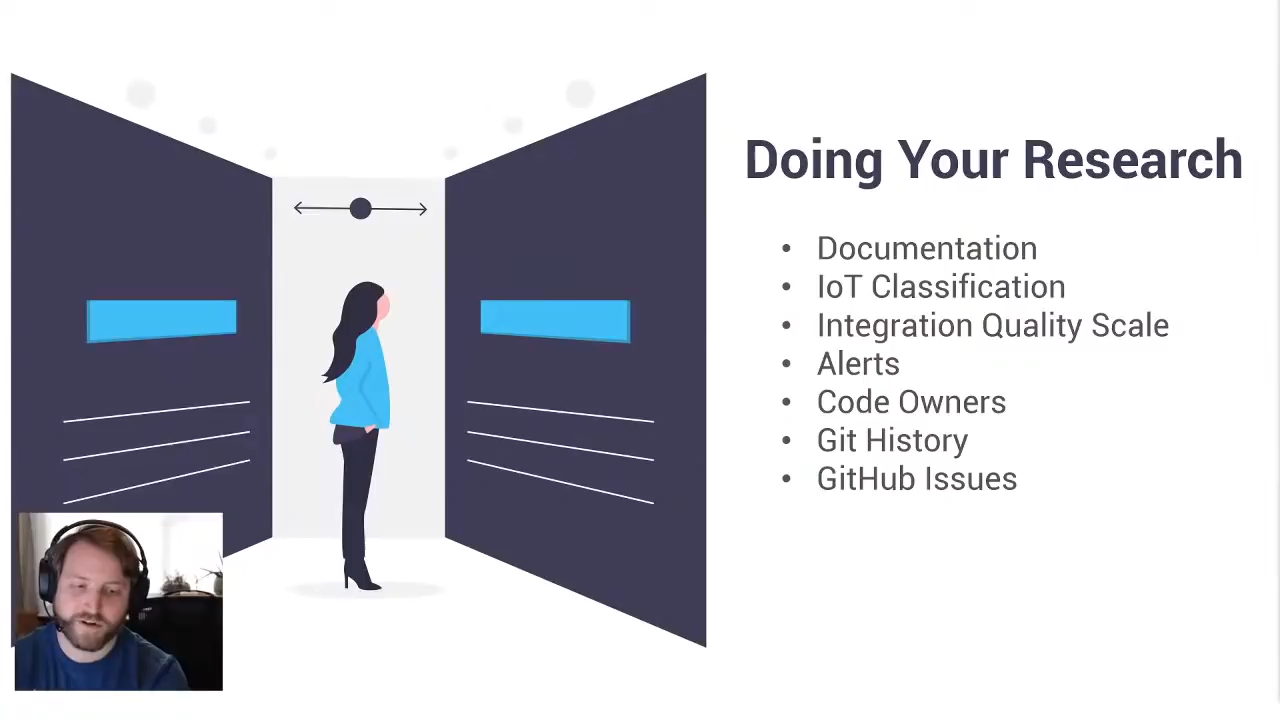 Doing Your Research
• Documentation
• IoT Classification
• Integration Quality Scale
• Alerts
• Code Owners
• Git History
• GitHub Issues